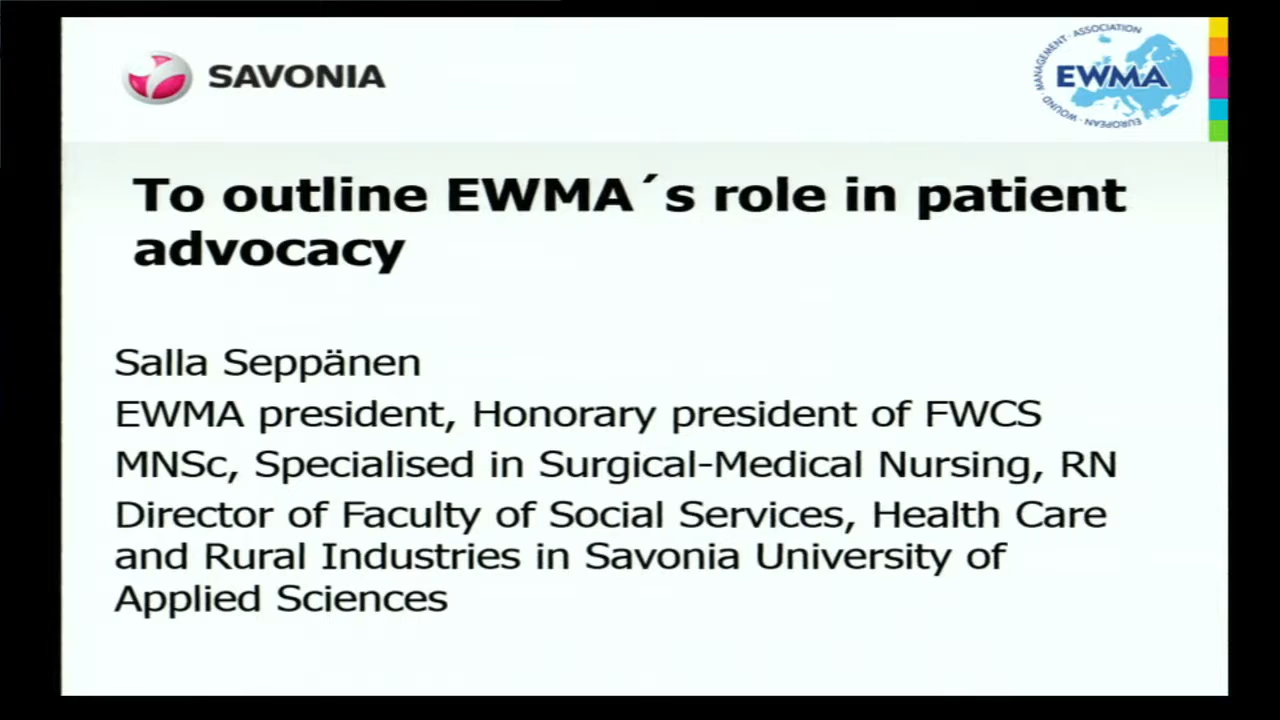 SAVONIA
EUROPEAN · WOUND · MANAGEMENT · ASSOCIATION
EWMA
To outline EWMA´s role in patient
advocacy
Salla Seppänen
EWMA president, Honorary president of FWCS
MNSc, Specialised in Surgical-Medical Nursing, RN
Director of Faculty of Social Services, Health Care
and Rural Industries in Savonia University of
Applied Sciences